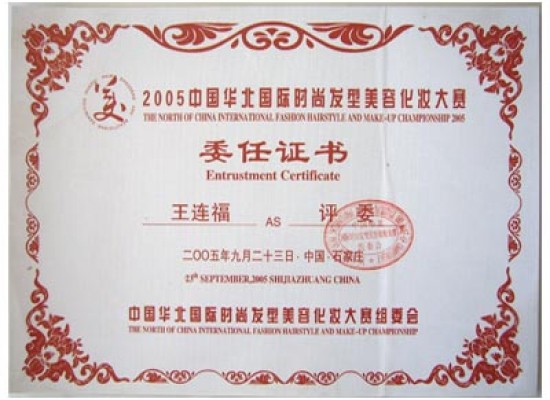 2005中国华北国际时尚发型美容化妆大赛
THE NORTH OF CHINA INTERNATIONAL FASHION HAIRSTYLE AND MAKE-UP CHAMPIONSHIP 2005
委任证书
Entrustment Certificate
王连福 AS 评委
二〇〇五年九月二十三日·中国·石家庄
23th SEPTEMBER,2005 SHIJIAZHUANG CHINA
中国华北国际时尚发型美容化妆大赛组委会
THE NORTH OF CHINA INTERNATIONAL FASHION HAIRSTYLE AND MAKE-UP CHAMPIONSHIP